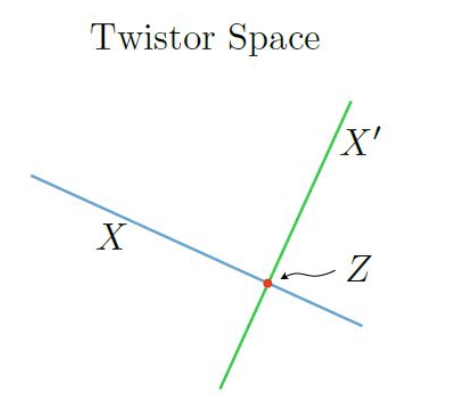 Twistor Space
X′
X
Z